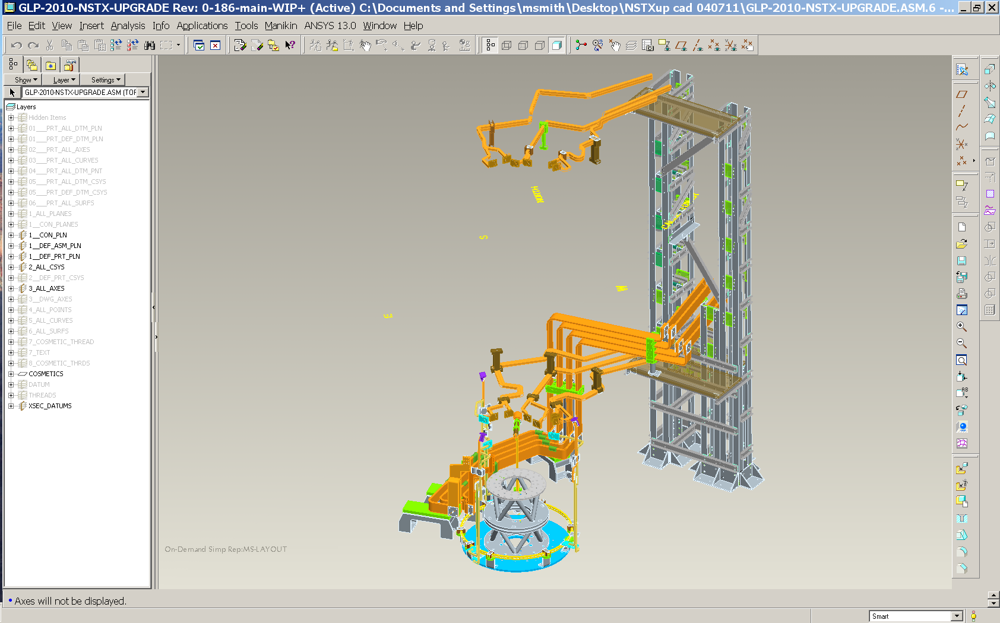 GLP-2010-NSTX-UPGRADE Rev: 0-186-main-WIP+ (Active) C:\Documents and Settings\msmith\Desktop\NSTXup cad 040711\GLP-2010-NSTX-UPGRADE.ASM.6 -...
File Edit View Insert Analysis Info Applications Tools Manikin ANSYS 13.0 Window Help
Show Layer Settings
GLP-2010-NSTX-UPGRADE.ASM (TOP
Layers
Hidden Items
01___PRT_ALL_DTM_PLN
01___PRT_DEF_DTM_PLN
02___PRT_ALL_AXES
03___PRT_ALL_CURVES
04___PRT_ALL_DTM_PNT
05___PRT_ALL_DTM_CSYS
05___PRT_DEF_DTM_CSYS
06___PRT_ALL_SURFS
1_ALL_PLANES
1__CON_PLANES
1__CON_PLN
1__DEF_ASM_PLN
1__DEF_PRT_PLN
2_ALL_CSYS
2__DEF_PRT_CSYS
3_ALL_AXES
3__DWG_AXES
4_ALL_POINTS
5_ALL_CURVES
6_ALL_SURFS
7_COSMETIC_THREAD
7_TEXT
8_COSMETIC_THRDS
COSMETICS
DATUM
THREADS
XSEC_DATUMS
NORTH
On-Demand Simp Rep:MS-LAYOUT
AB
Axes will not be displayed.
Smart